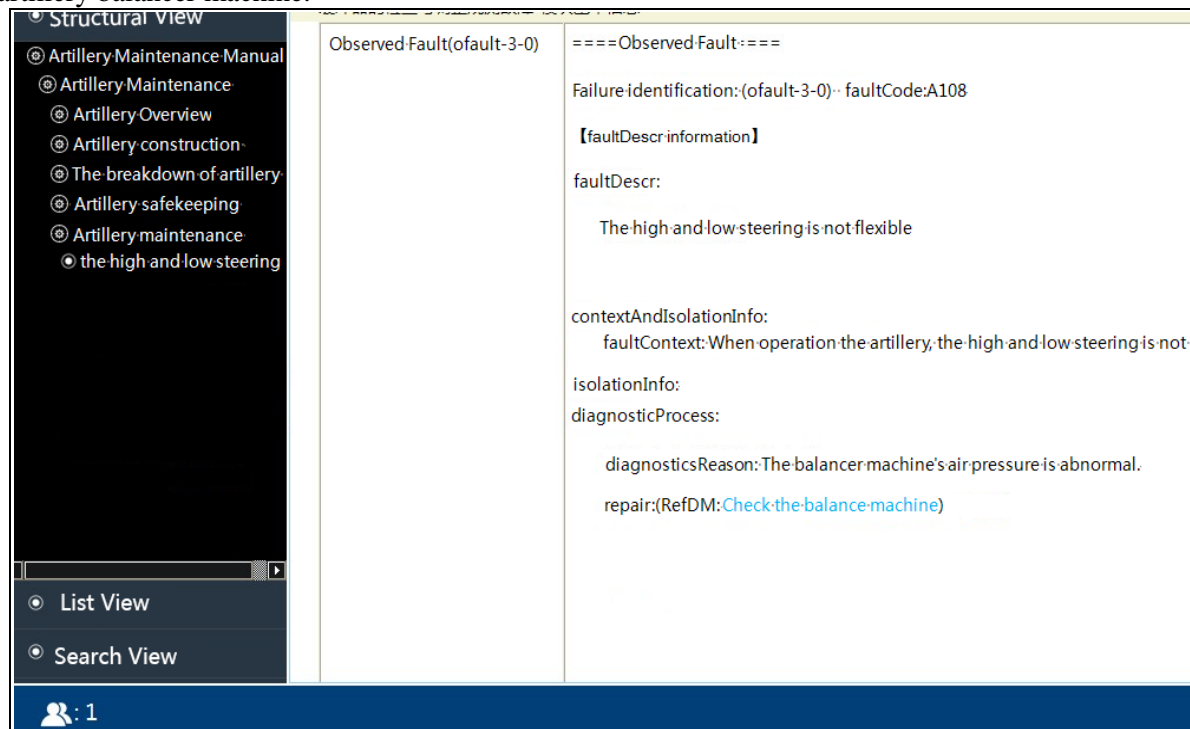 artillery balancer machine.
Structural View
Artillery Maintenance Manual
Artillery Maintenance
Artillery Overview
Artillery construction
The breakdown of artillery
Artillery safekeeping
Artillery maintenance
the high and low steering
List View
Search View
: 1
Observed Fault(ofault-3-0)
====Observed Fault:===
Failure identification: (ofault-3-0) faultCode:A108
【faultDescr information】
faultDescr:
The high and low steering is not flexible
contextAndIsolationInfo:
faultContext: When operation the artillery, the high and low steering is not
isolationInfo:
diagnosticProcess:
diagnosticsReason: The balancer machine's air pressure is abnormal.
repair:(RefDM:Check the balance machine)